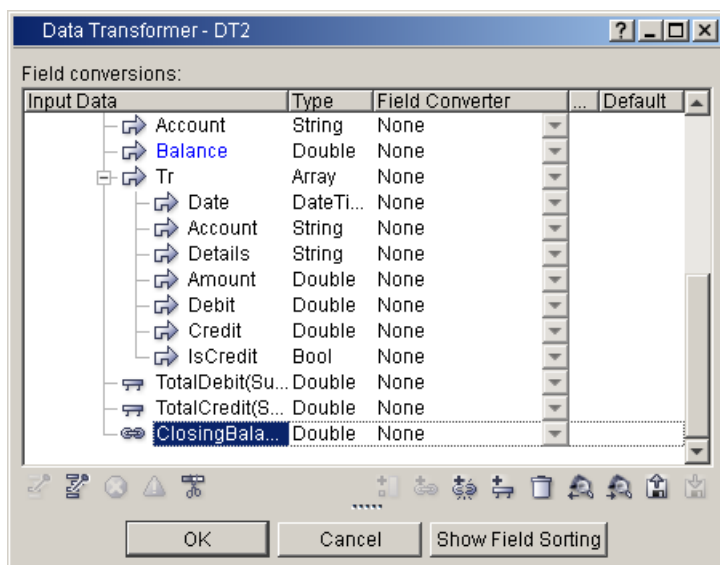 Data Transformer - DT2
Field conversions:
Input Data Type Field Converter ... Default
Account String None
Balance Double None
Tr Array None
Date DateTi... None
Account String None
Details String None
Amount Double None
Debit Double None
Credit Double None
IsCredit Bool None
TotalDebit(Su... Double None
TotalCredit(S... Double None
ClosingBala... Double None
OK Cancel Show Field Sorting